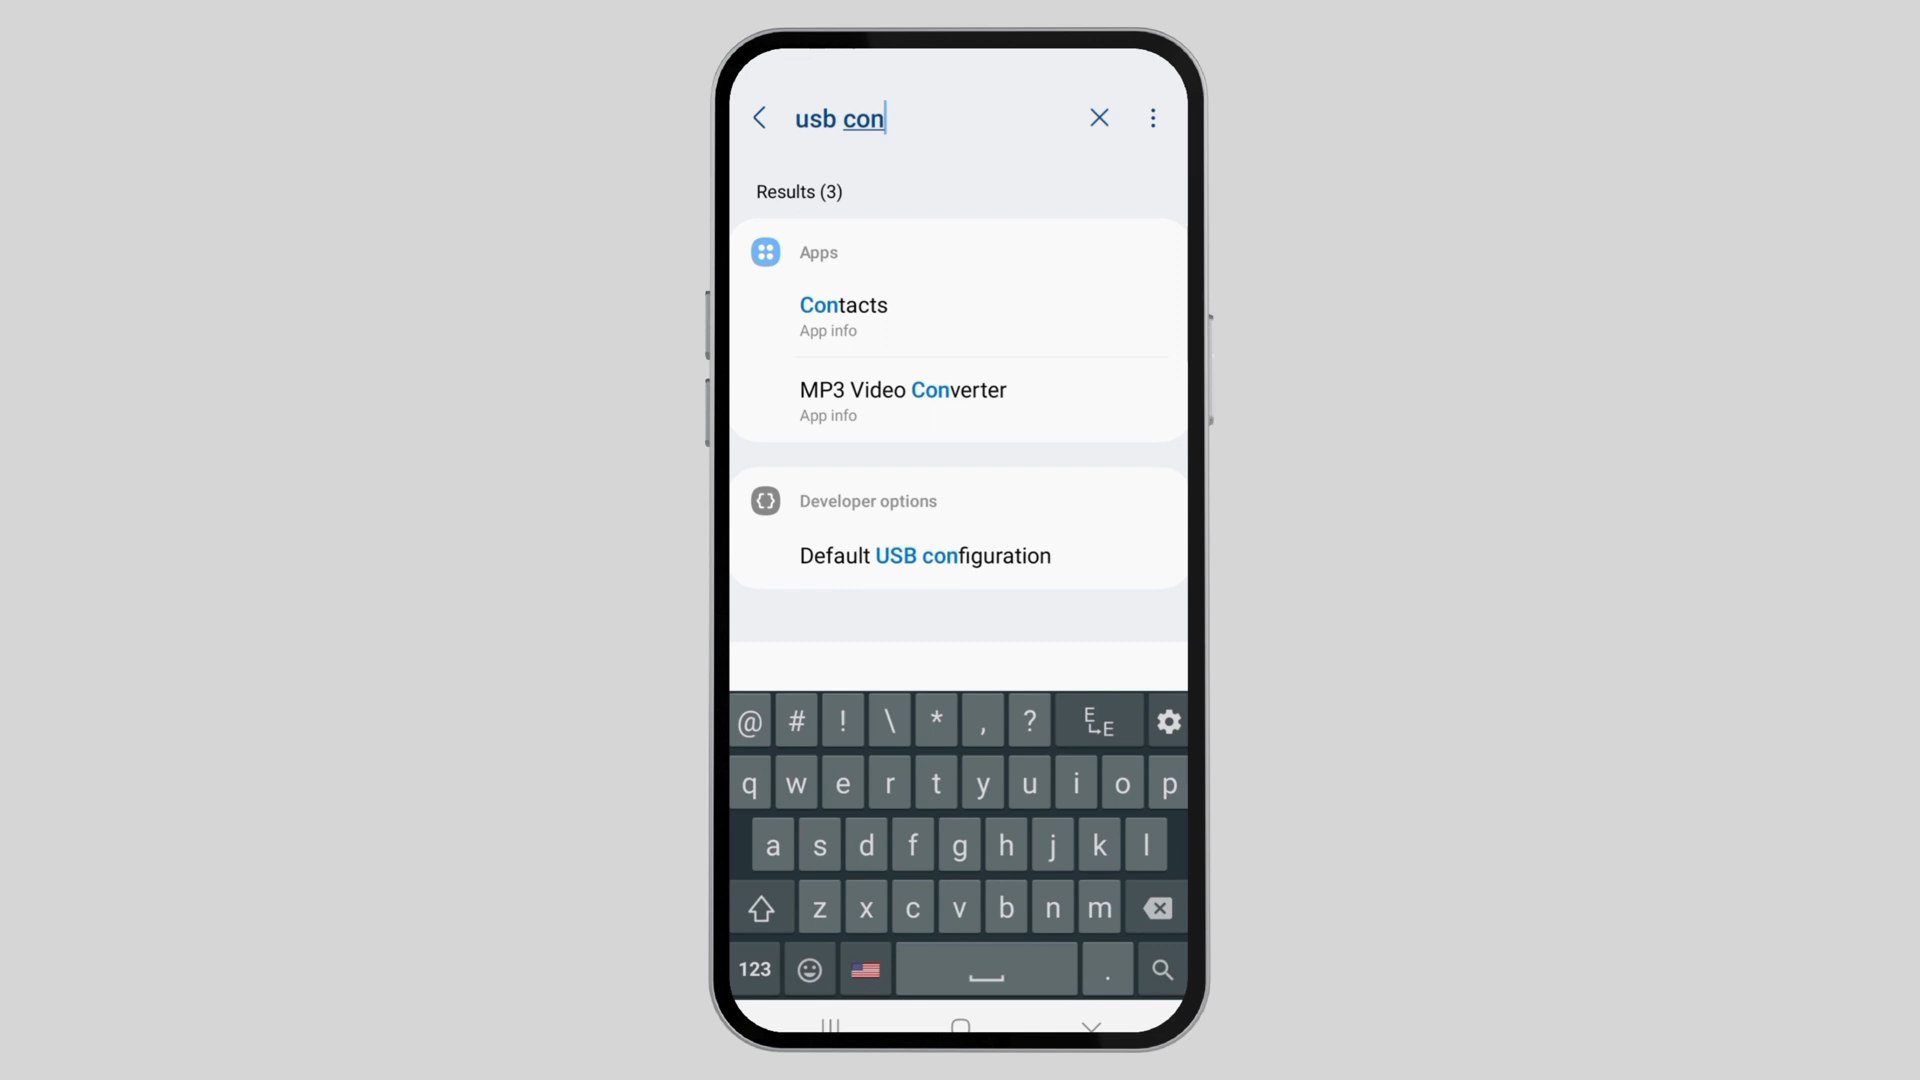 usb con
Results (3)
Apps
Contacts
App info
MP3 Video Converter
App info
Developer options
Default USB configuration
@ # ! \ * , ? E E
q w e r t y u i o p
a s d f g h j k l
z x c v b n m
123 .